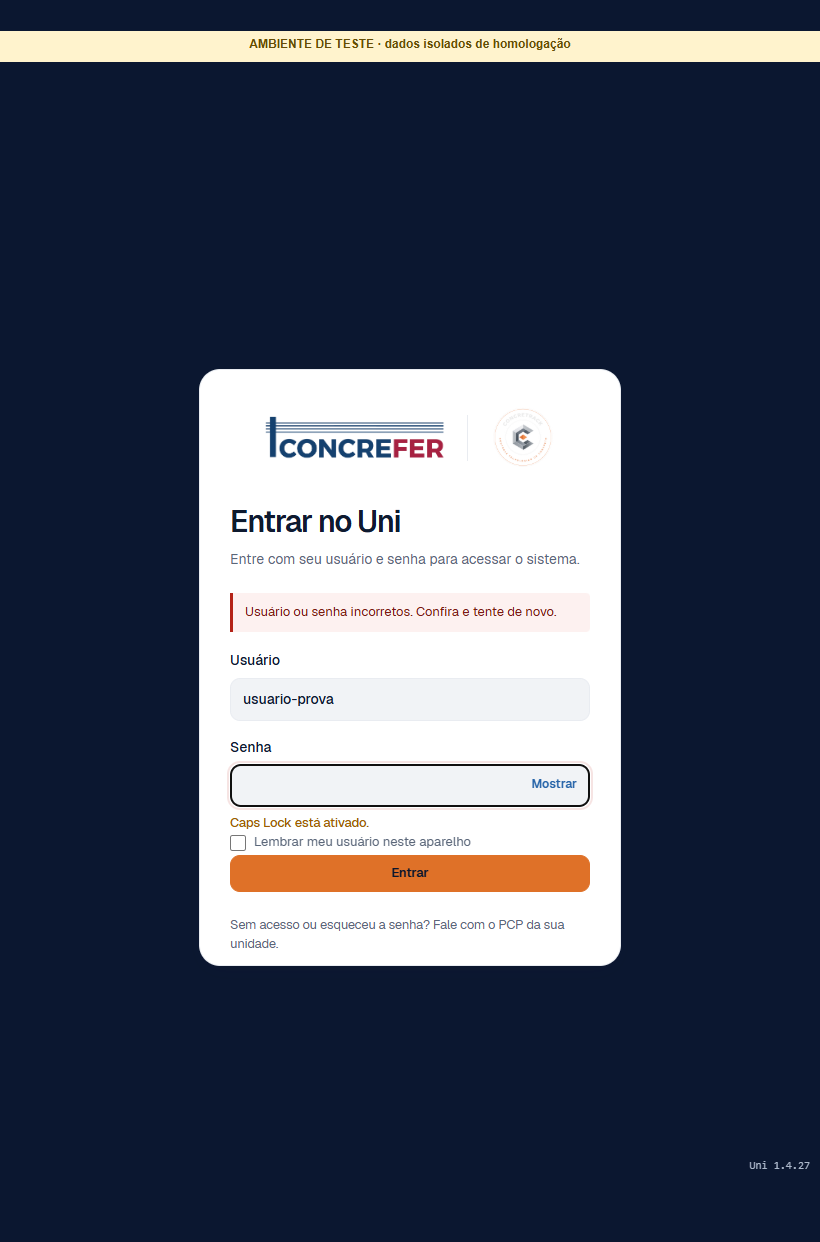 AMBIENTE DE TESTE · dados isolados de homologação
CONCREFER
Entrar no Uni
Entre com seu usuário e senha para acessar o sistema.
Usuário ou senha incorretos. Confira e tente de novo.
Usuário
usuario-prova
Senha
Mostrar
Caps Lock está ativado.
Lembrar meu usuário neste aparelho
Entrar
Sem acesso ou esqueceu a senha? Fale com o PCP da sua
unidade.
Uni 1.4.27